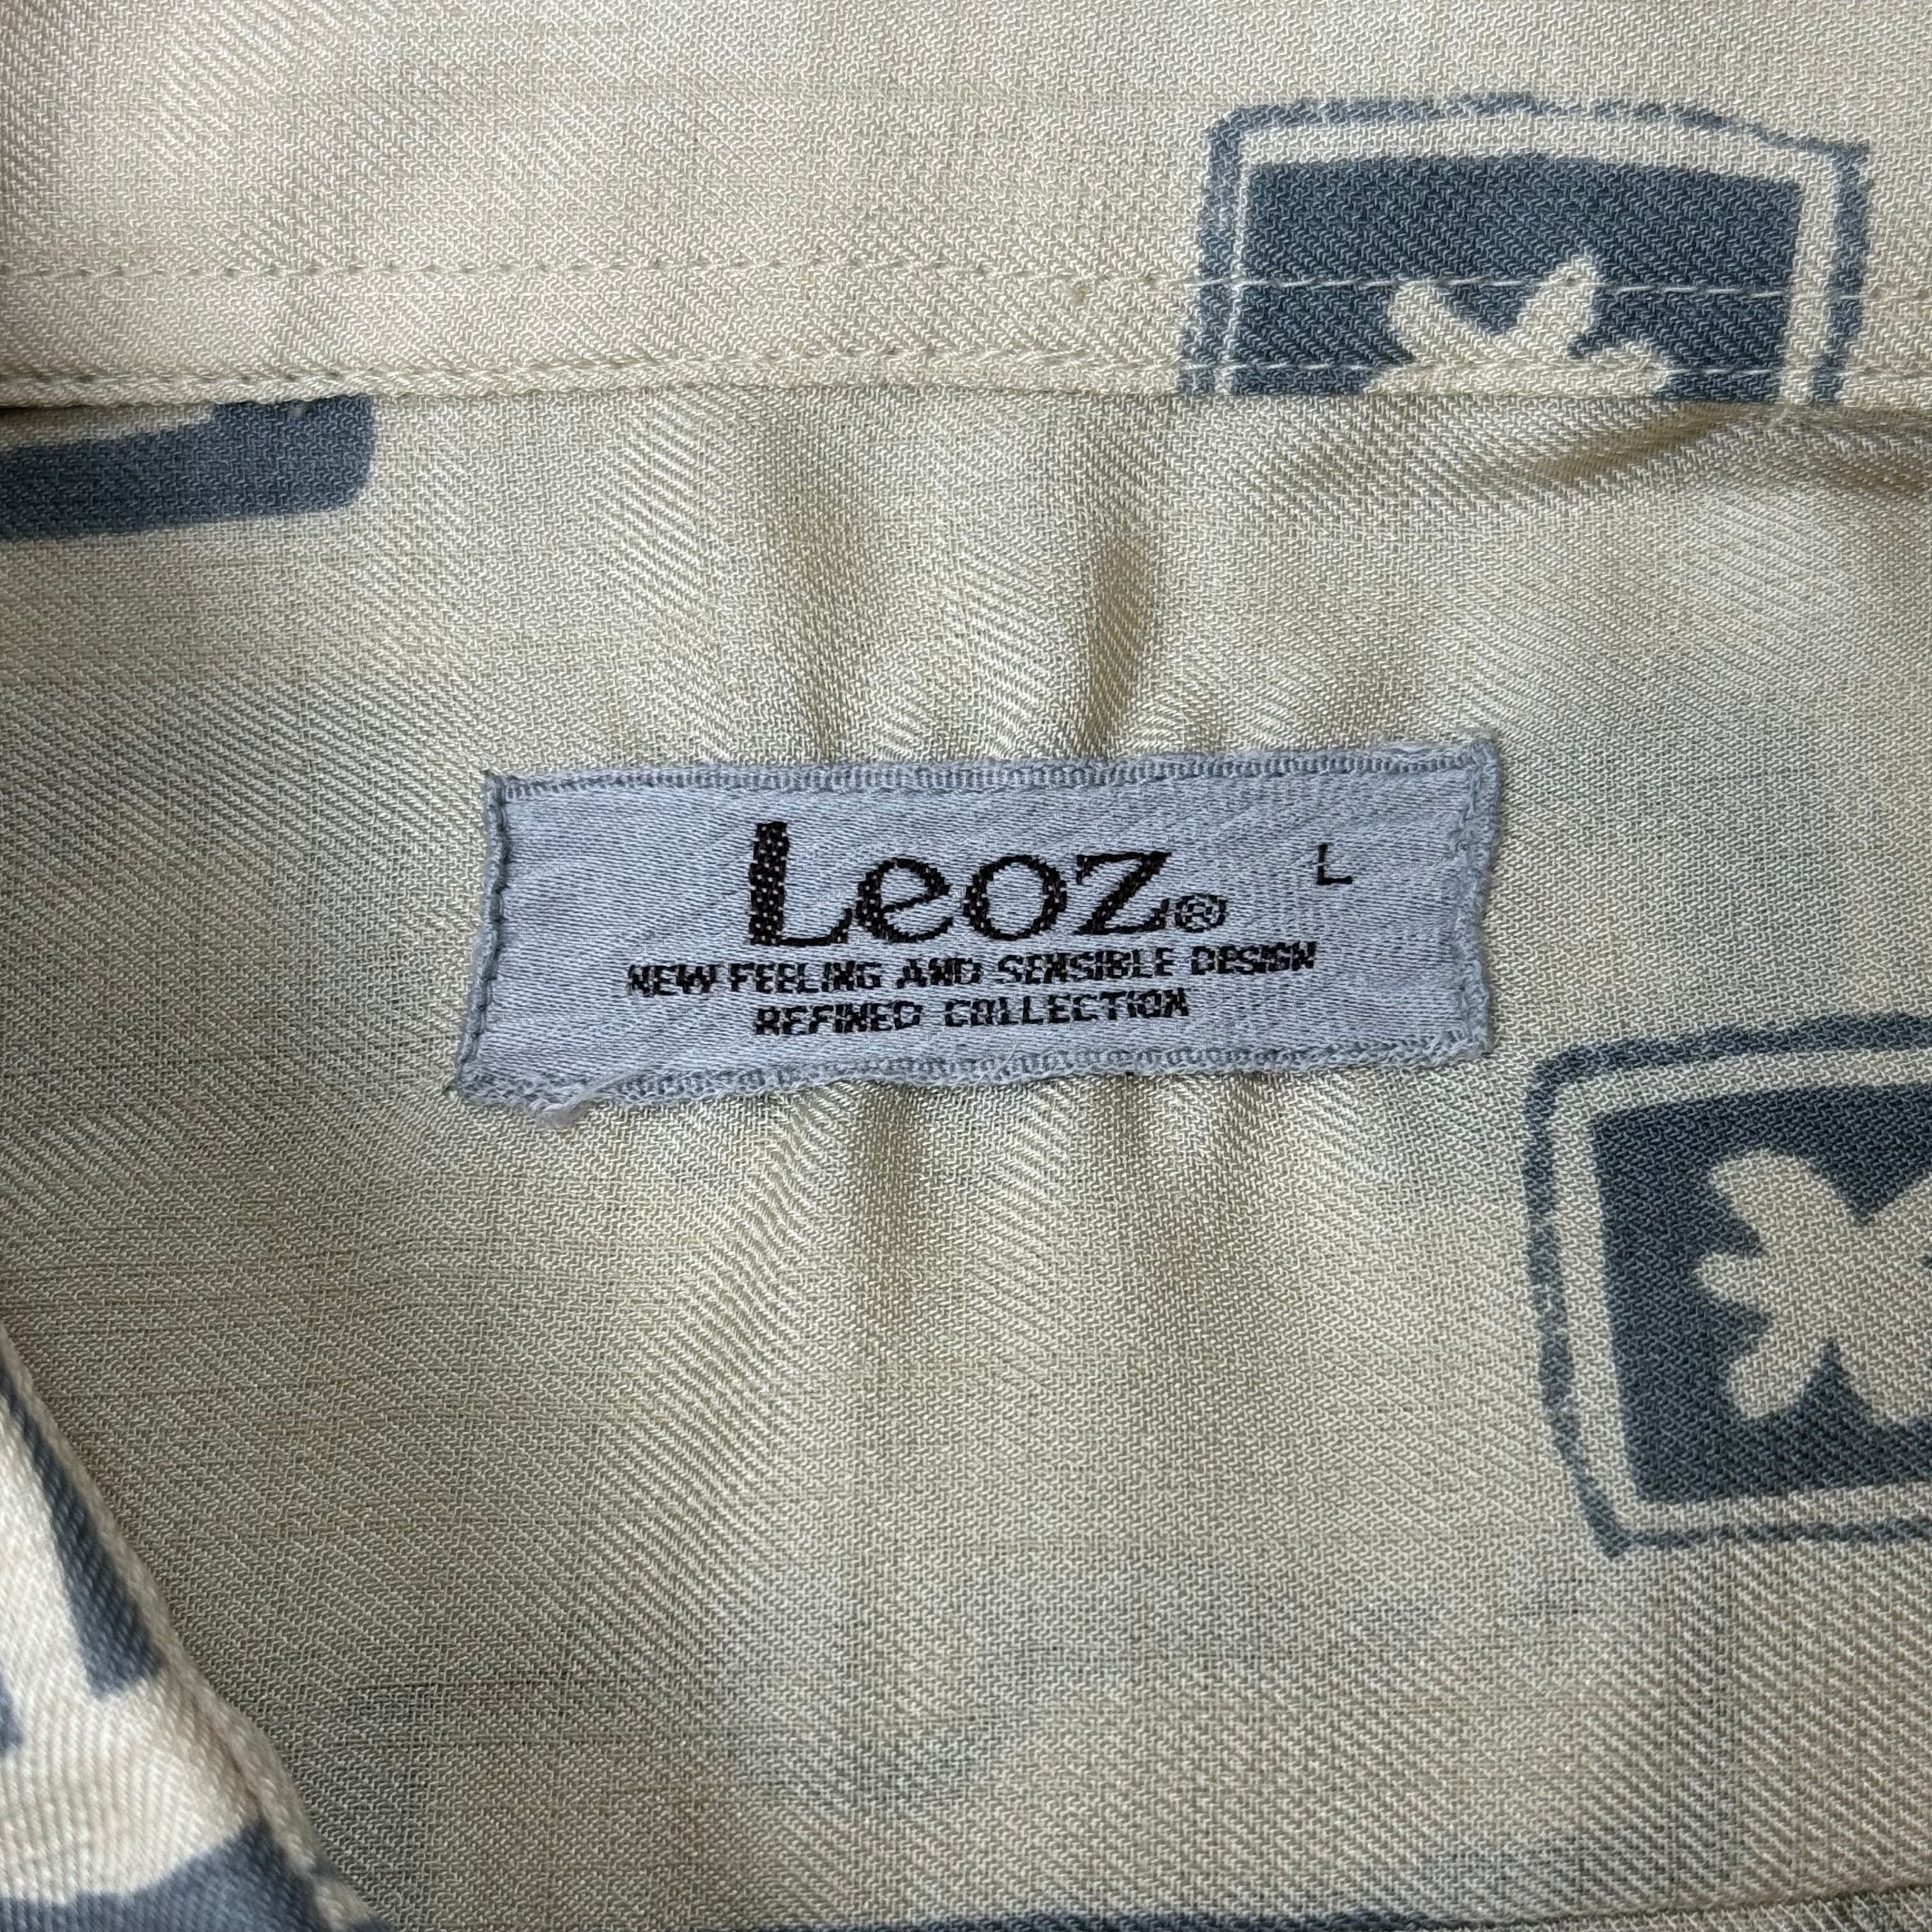 Leoz® L
NEW FEELING AND SENSIBLE DESIGN
REFINED COLLECTION